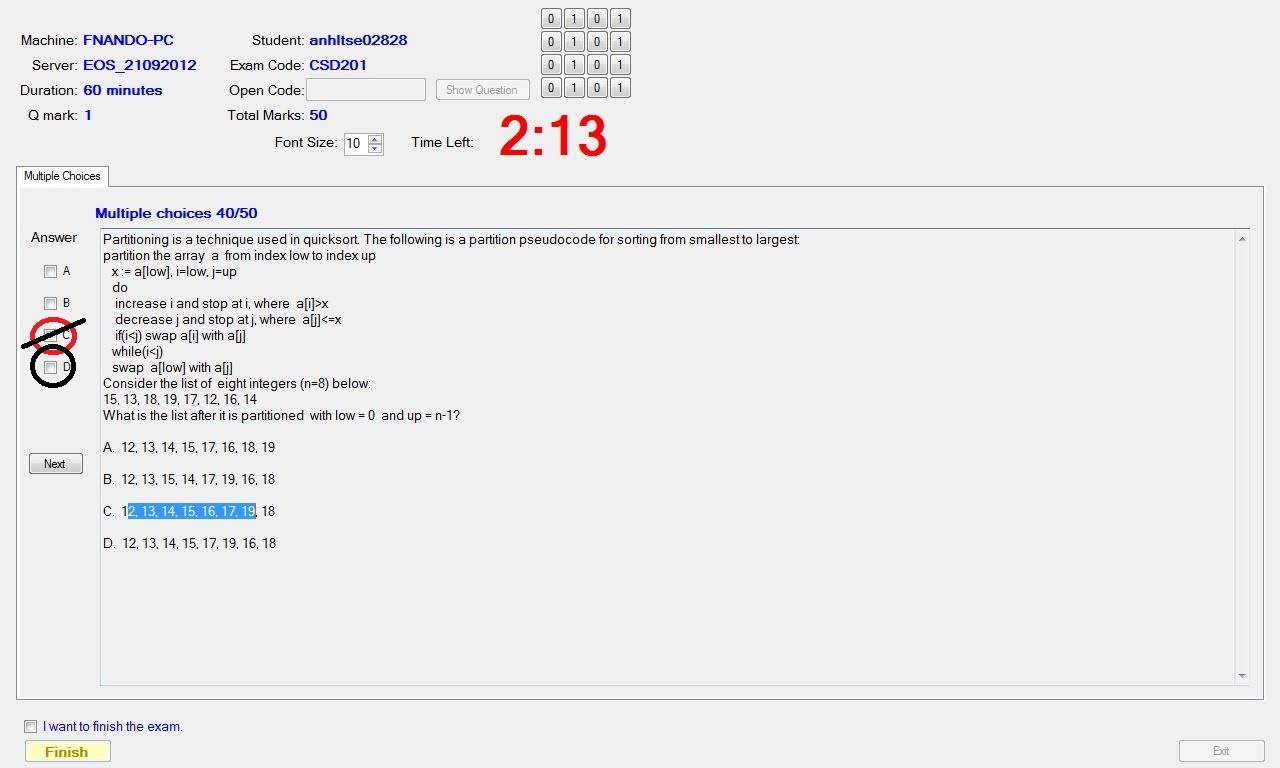 Machine: FNANDO-PC Student: anhltse02828
Server: EOS_21092012 Exam Code: CSD201
Duration: 60 minutes Open Code: Show Question
Q mark: 1 Total Marks: 50
0 1 0 1
0 1 0 1
0 1 0 1
0 1 0 1
Font Size: 10 Time Left: 2:13
Multiple Choices
Multiple choices 40/50
Answer
A
B
C
D
Next
Partitioning is a technique used in quicksort. The following is a partition pseudocode for sorting from smallest to largest:
partition the array a from index low to index up
x := a[low], i=low, j=up
do
increase i and stop at i, where a[i]>x
decrease j and stop at j, where a[j]<=x
if(i<j) swap a[i] with a[j]
while(i<j)
swap a[low] with a[j]
Consider the list of eight integers (n=8) below:
15, 13, 18, 19, 17, 12, 16, 14
What is the list after it is partitioned with low = 0 and up = n-1?
A. 12, 13, 14, 15, 17, 16, 18, 19
B. 12, 13, 15, 14, 17, 19, 16, 18
C. 12, 13, 14, 15, 16, 17, 19, 18
D. 12, 13, 14, 15, 17, 19, 16, 18
I want to finish the exam.
Finish
Exit